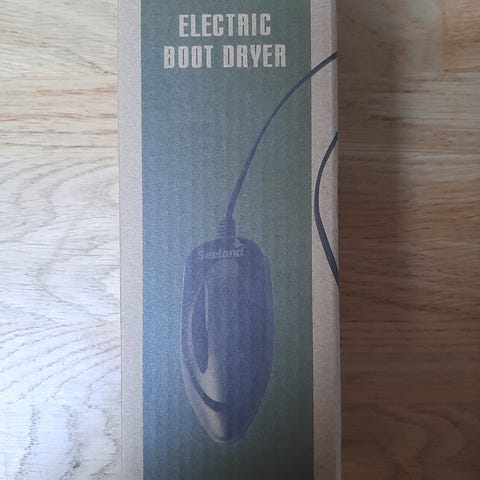 ELECTRIC
BOOT DRYER
Seeland